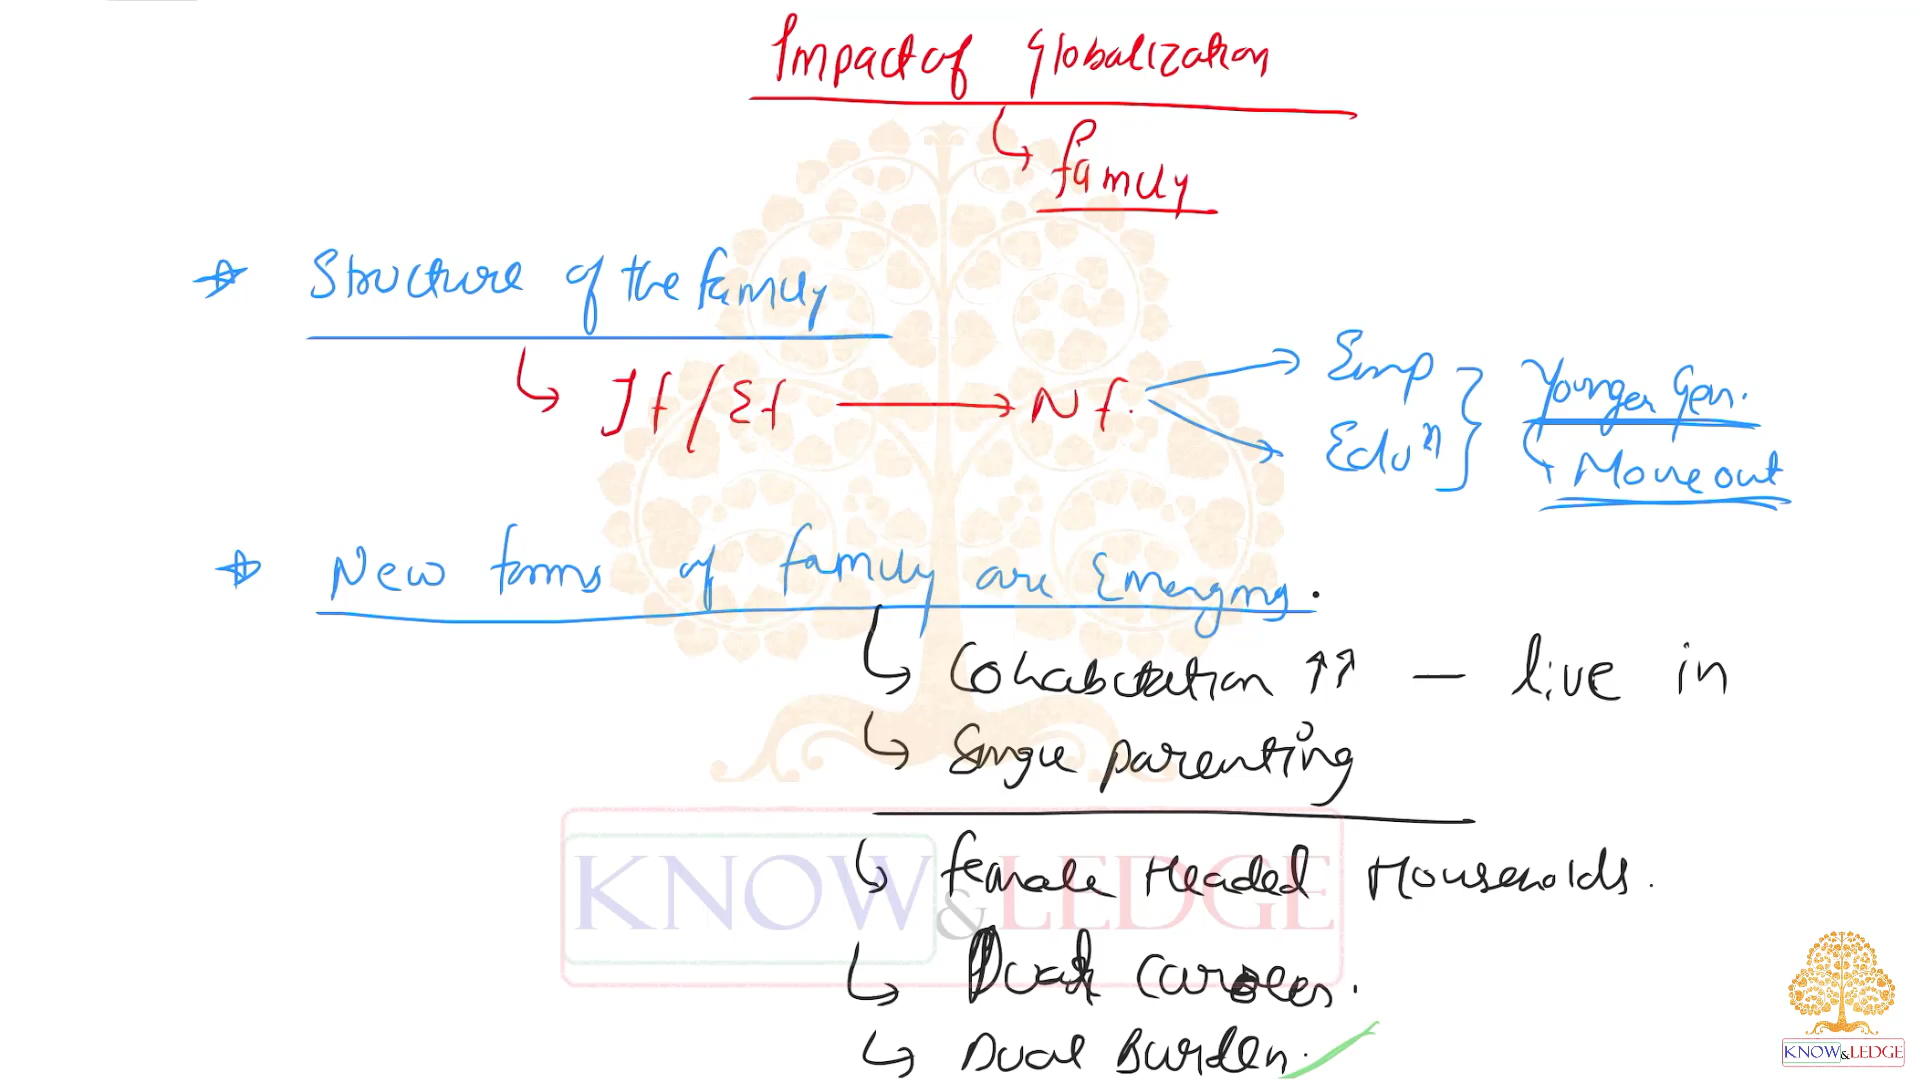 Impact of Globalization
↳ family
Structure of the family
↳ Jf/Ef → Nf.
Emp
Eduⁿ
Younger Gen.
Move out
New forms of family are Emerging.
↳ Cohabitation ↑↑ — live in
↳ Single parenting
↳ female Headed Households.
↳ Dual Careers.
↳ Dual Burden.
KNOW&LEDGE
KNOW&LEDGE